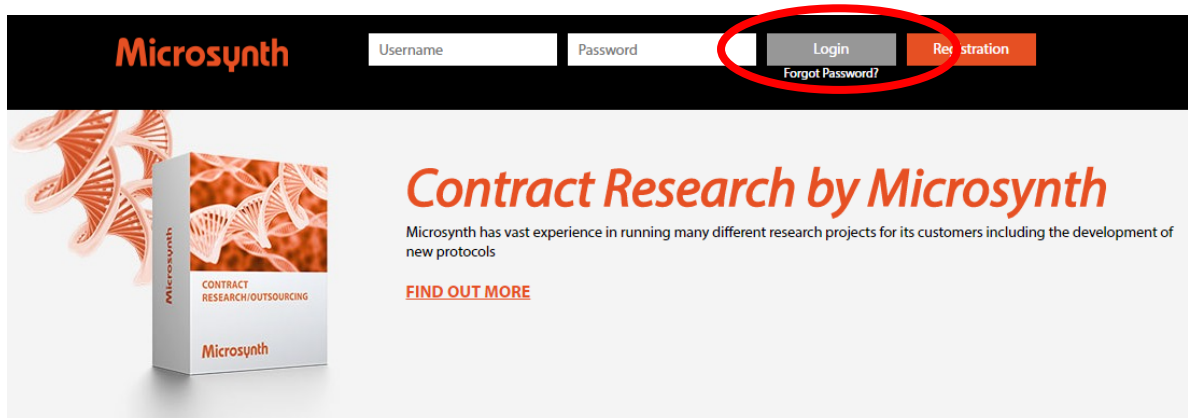 Microsynth
Username
Password
Login
Registration
Forgot Password?
Contract Research by Microsynth
Microsynth has vast experience in running many different research projects for its customers including the development of
new protocols
FIND OUT MORE
Microsynth
CONTRACT
RESEARCH/OUTSOURCING
Microsynth